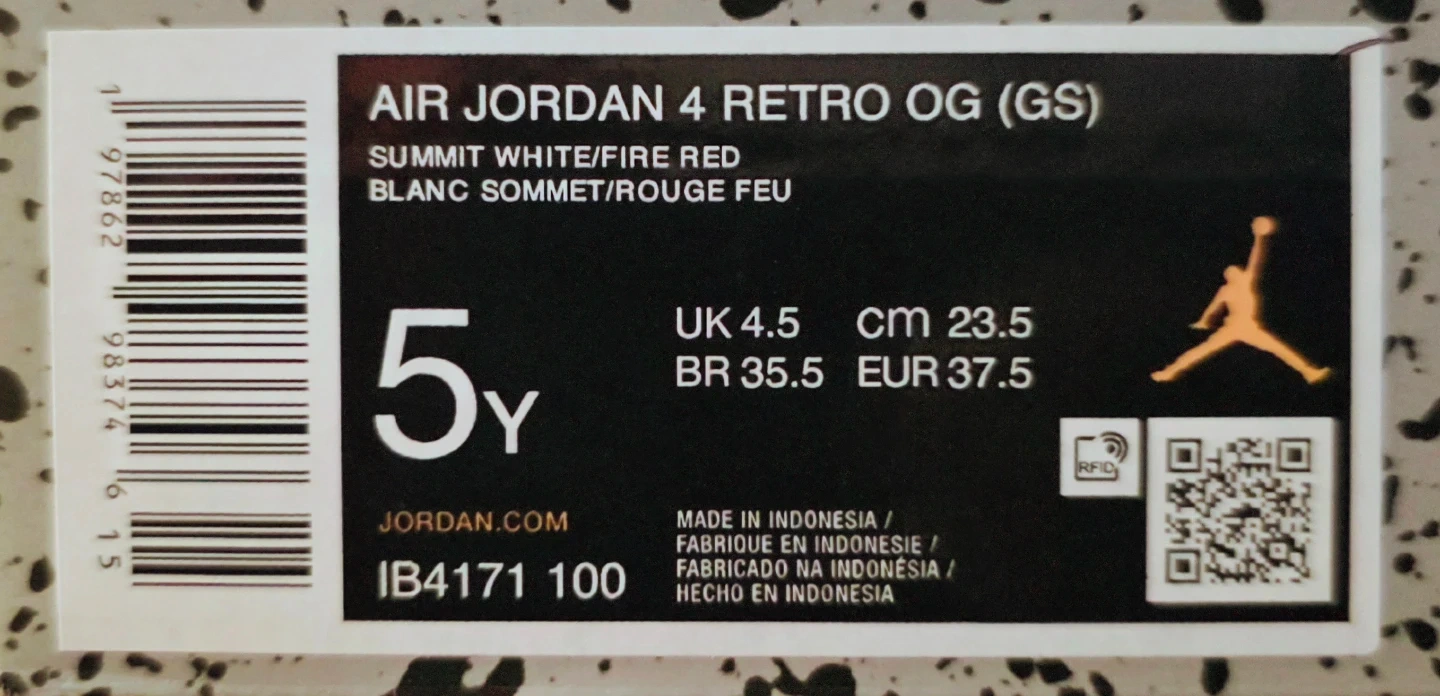 AIR JORDAN 4 RETRO OG (GS)
SUMMIT WHITE/FIRE RED
BLANC SOMMET/ROUGE FEU
5Y
UK 4.5 cm 23.5
BR 35.5 EUR 37.5
RFID
JORDAN.COM
IB4171 100
MADE IN INDONESIA /
FABRIQUE EN INDONESIE /
FABRICADO NA INDONÉSIA /
HECHO EN INDONESIA
1 97862 98374 6 15